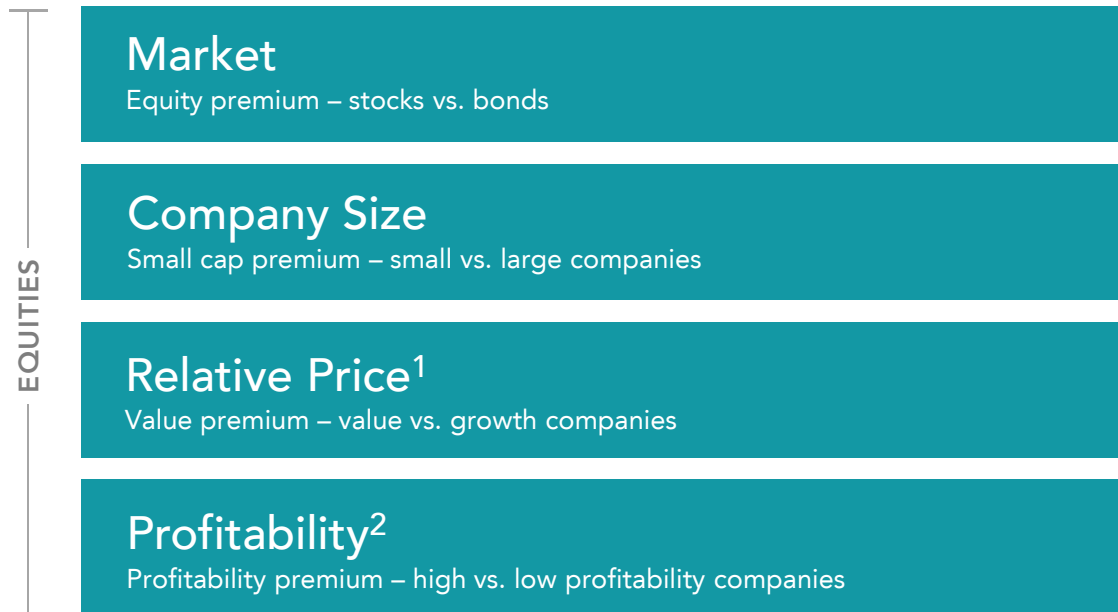 EQUITIES
Market
Equity premium – stocks vs. bonds
Company Size
Small cap premium – small vs. large companies
Relative Price¹
Value premium – value vs. growth companies
Profitability²
Profitability premium – high vs. low profitability companies